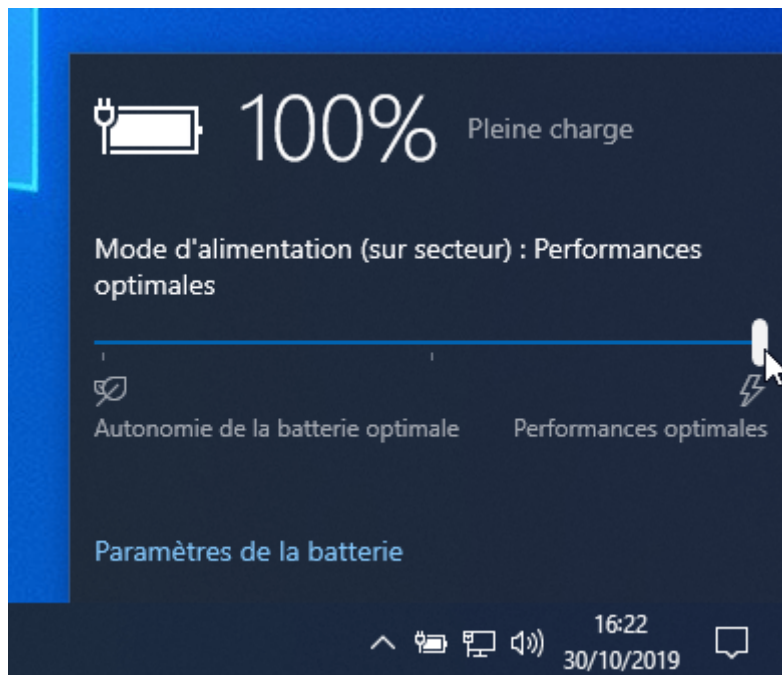 100% Pleine charge
Mode d'alimentation (sur secteur) : Performances
optimales
Autonomie de la batterie optimale Performances optimales
Paramètres de la batterie
16:22
30/10/2019